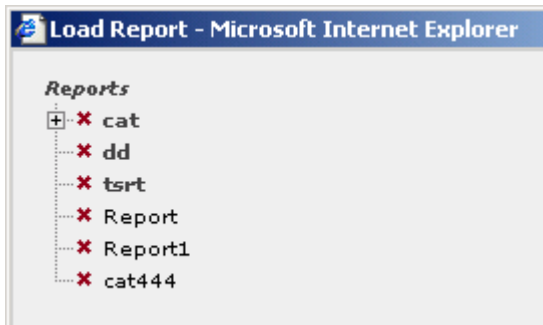 Load Report - Microsoft Internet Explorer
Reports
cat
dd
tsrt
Report
Report1
cat444